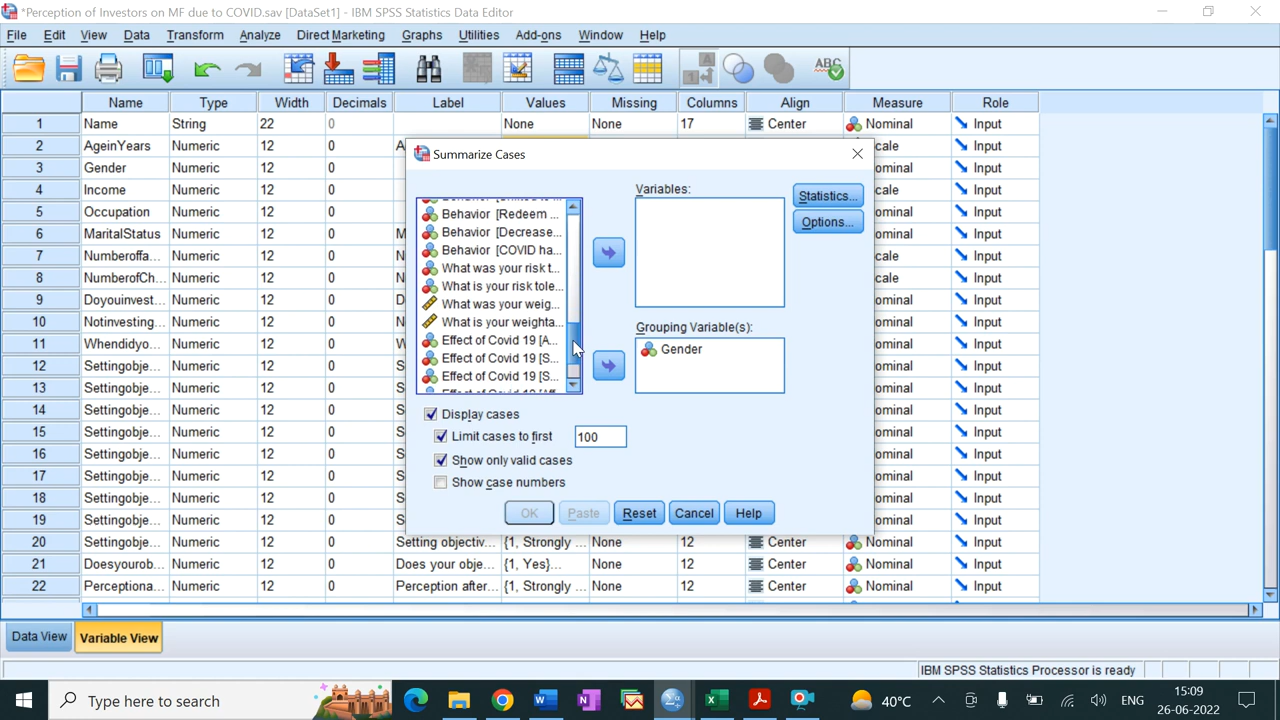 *Perception of Investors on MF due to COVID.sav [DataSet1] - IBM SPSS Statistics Data Editor
File Edit View Data Transform Analyze Direct Marketing Graphs Utilities Add-ons Window Help
Name Type Width Decimals Label Values Missing Columns Align Measure Role
1 Name String 22 0 None None 17 Center Nominal Input
2 AgeinYears Numeric 12 0 Input
3 Gender Numeric 12 0 Input
4 Income Numeric 12 0 Input
5 Occupation Numeric 12 0 Input
6 MaritalStatus Numeric 12 0 Input
7 Numberoffa... Numeric 12 0 Input
8 NumberofCh... Numeric 12 0 Input
9 Doyouinvest... Numeric 12 0 Input
10 Notinvesting... Numeric 12 0 Input
11 Whendidyo... Numeric 12 0 Input
12 Settingobje... Numeric 12 0 Input
13 Settingobje... Numeric 12 0 Input
14 Settingobje... Numeric 12 0 Input
15 Settingobje... Numeric 12 0 Input
16 Settingobje... Numeric 12 0 Input
17 Settingobje... Numeric 12 0 Input
18 Settingobje... Numeric 12 0 Input
19 Settingobje... Numeric 12 0 Input
20 Settingobje... Numeric 12 0 Setting objectiv... {1, Strongly ... None 12 Center Nominal Input
21 Doesyourob... Numeric 12 0 Does your obje... {1, Yes}... None 12 Center Nominal Input
22 Perceptiona... Numeric 12 0 Perception after... {1, Strongly ... None 12 Center Nominal Input
Summarize Cases
Behavior [Redeem ...
Behavior [Decrease...
Behavior [COVID ha...
What was your risk t...
What is your risk tole...
What was your weig...
What is your weighta...
Effect of Covid 19 [A...
Effect of Covid 19 [S...
Effect of Covid 19 [S...
Variables:
Statistics...
Options...
Grouping Variable(s):
Gender
Display cases
Limit cases to first 100
Show only valid cases
Show case numbers
OK Paste Reset Cancel Help
Data View Variable View
IBM SPSS Statistics Processor is ready
Type here to search
40°C
ENG
15:09
26-06-2022